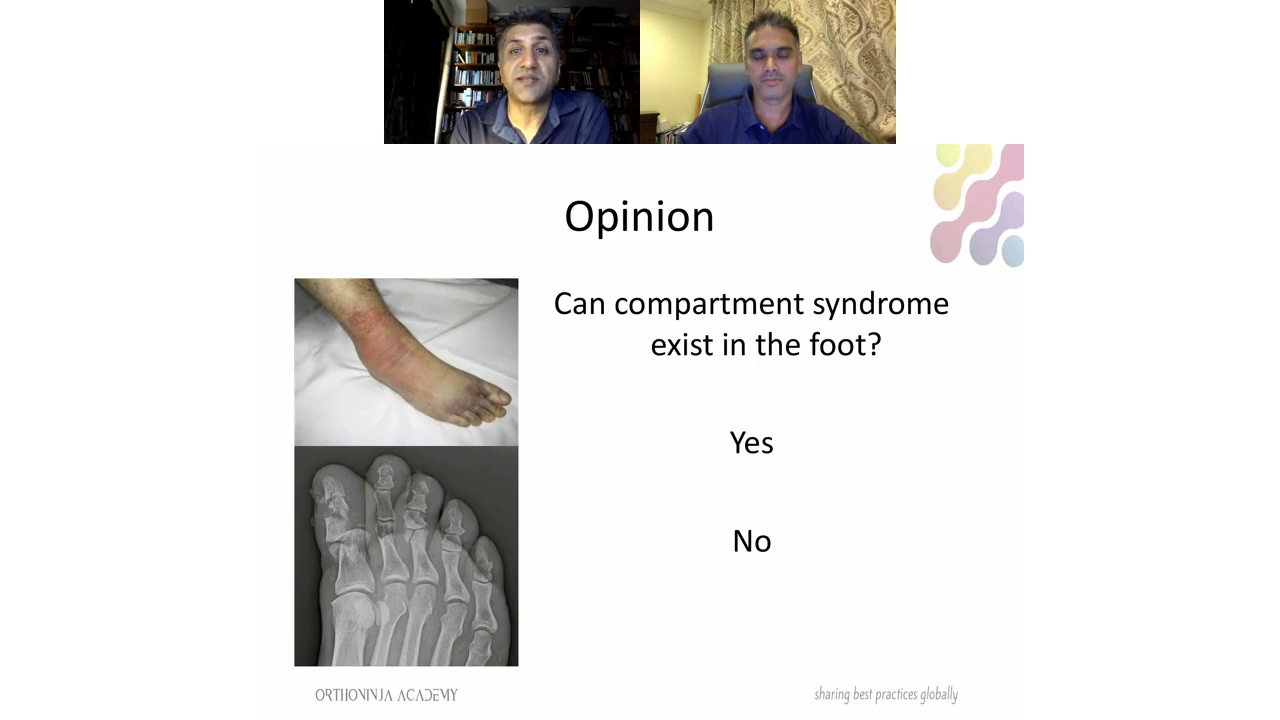 Opinion
Can compartment syndrome
exist in the foot?
Yes
No
ORTHONINJA ACADEMY
sharing best practices globally